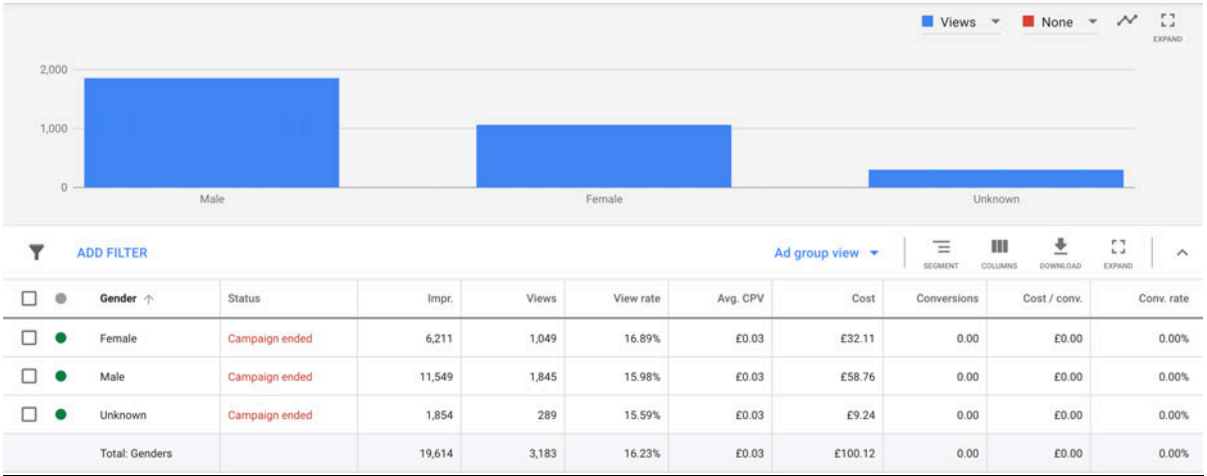 Views None
EXPAND
2,000
1,000
0
Male Female Unknown
ADD FILTER Ad group view
SEGMENT COLUMNS DOWNLOAD EXPAND
Gender Status Impr. Views View rate Avg. CPV Cost Conversions Cost / conv. Conv. rate
Female Campaign ended 6,211 1,049 16.89% £0.03 £32.11 0.00 £0.00 0.00%
Male Campaign ended 11,549 1,845 15.98% £0.03 £58.76 0.00 £0.00 0.00%
Unknown Campaign ended 1,854 289 15.59% £0.03 £9.24 0.00 £0.00 0.00%
Total: Genders 19,614 3,183 16.23% £0.03 £100.12 0.00 £0.00 0.00%